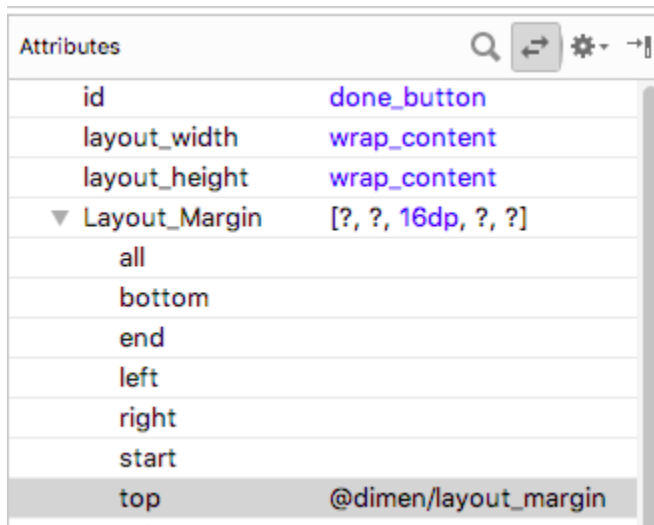 Attributes
id done_button
layout_width wrap_content
layout_height wrap_content
Layout_Margin [?, ?, 16dp, ?, ?]
all
bottom
end
left
right
start
top @dimen/layout_margin